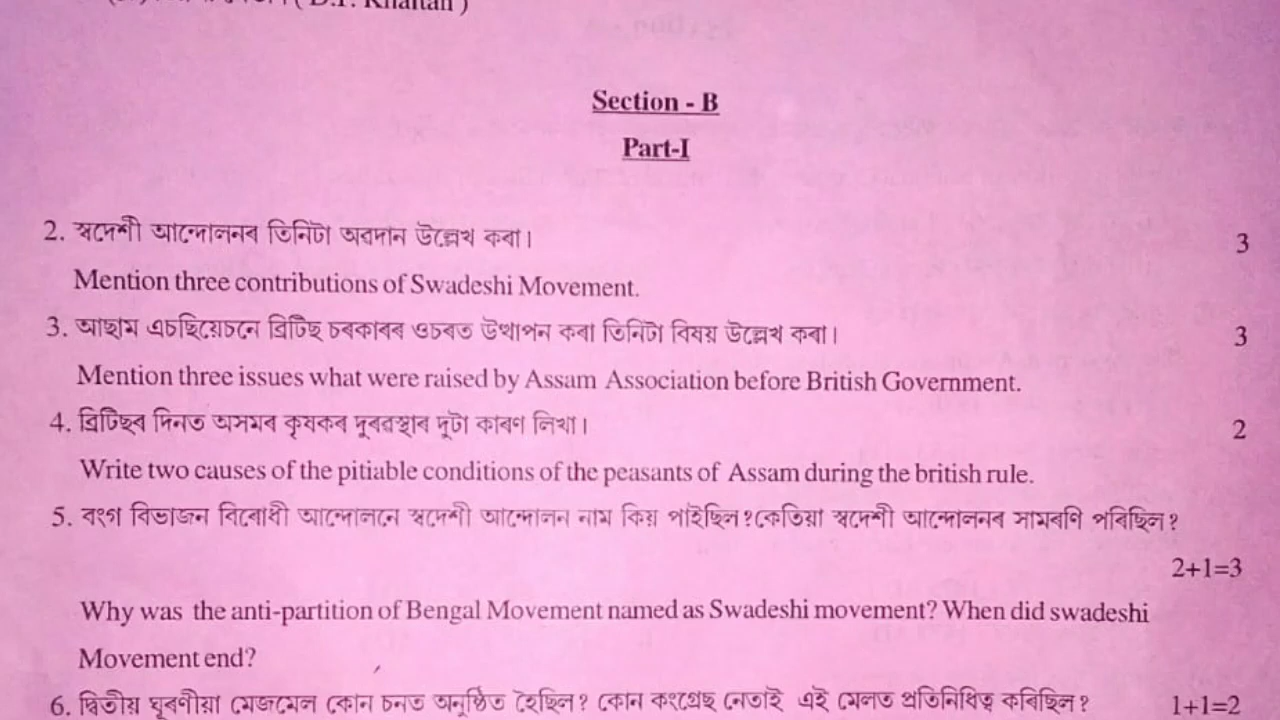 ( D.P. Khaitan )
Section - B
Part-I
2. স্বদেশী আন্দোলনৰ তিনিটা অৱদান উল্লেখ কৰা।
3
Mention three contributions of Swadeshi Movement.
3. আছাম এচছিয়েচনে ব্ৰিটিছ চৰকাৰৰ ওচৰত উত্থাপন কৰা তিনিটা বিষয় উল্লেখ কৰা।
3
Mention three issues what were raised by Assam Association before British Government.
4. ব্ৰিটিছৰ দিনত অসমৰ কৃষকৰ দুৰৱস্থাৰ দুটা কাৰণ লিখা।
2
Write two causes of the pitiable conditions of the peasants of Assam during the british rule.
5. বংগ বিভাজন বিৰোধী আন্দোলনে স্বদেশী আন্দোলন নাম কিয় পাইছিল?কেতিয়া স্বদেশী আন্দোলনৰ সামৰণি পৰিছিল?
2+1=3
Why was the anti-partition of Bengal Movement named as Swadeshi movement? When did swadeshi
Movement end?
6. দ্বিতীয় ঘূৰণীয়া মেজমেল কোন চনত অনুষ্ঠিত হৈছিল? কোন কংগ্ৰেছ নেতাই এই মেলত প্ৰতিনিধিত্ব কৰিছিল?
1+1=2